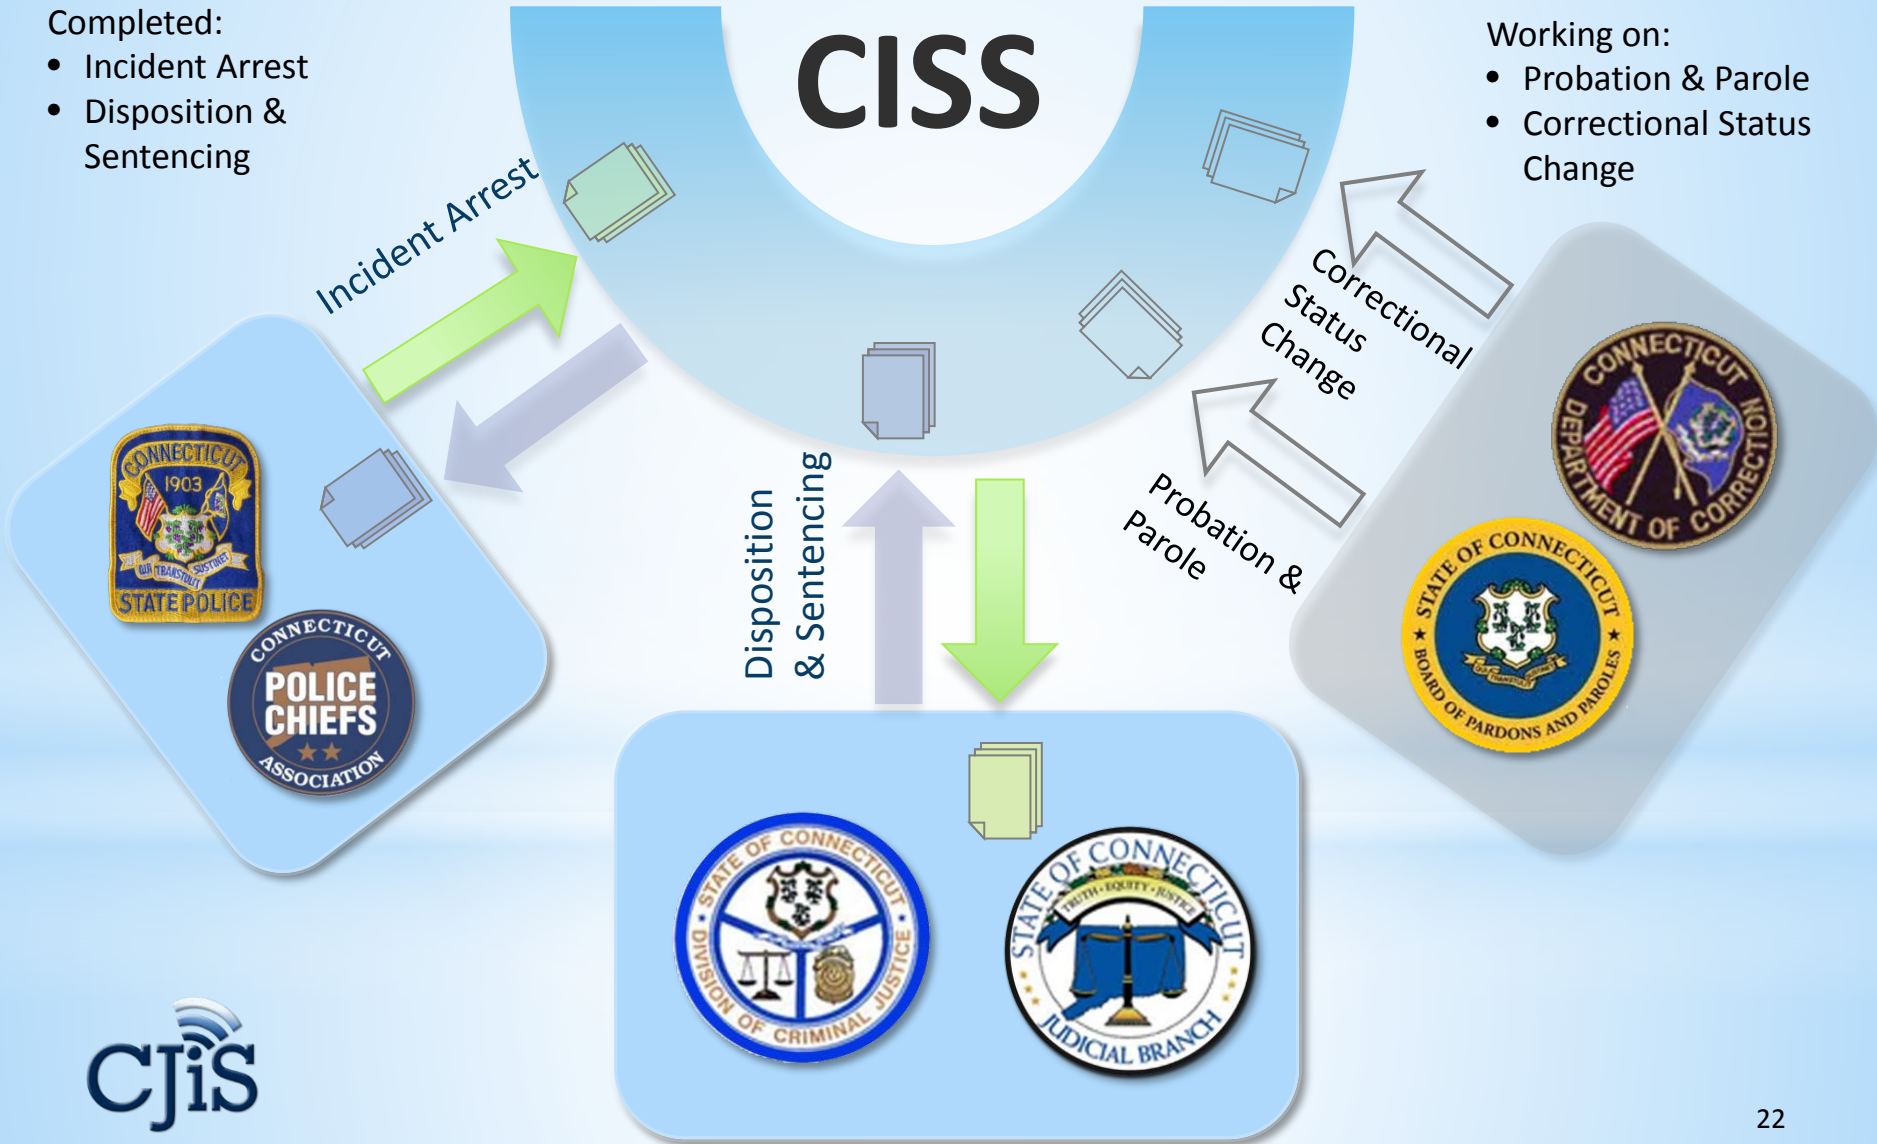 Completed:
• Incident Arrest
• Disposition &
Sentencing
CISS
Working on:
• Probation & Parole
• Correctional Status
Change
Incident Arrest
Disposition
& Sentencing
Correctional
Status
Change
Probation &
Parole
CONNECTICUT
1903
QUI TRANSTULIT SUSTINET
STATE POLICE
CONNECTICUT
POLICE
CHIEFS
ASSOCIATION
STATE OF CONNECTICUT
DIVISION OF CRIMINAL JUSTICE
STATE OF CONNECTICUT
TRUTH • EQUITY • JUSTICE
JUDICIAL BRANCH
CONNECTICUT
DEPARTMENT OF CORRECTION
STATE OF CONNECTICUT
BOARD OF PARDONS AND PAROLES
CJiS
22